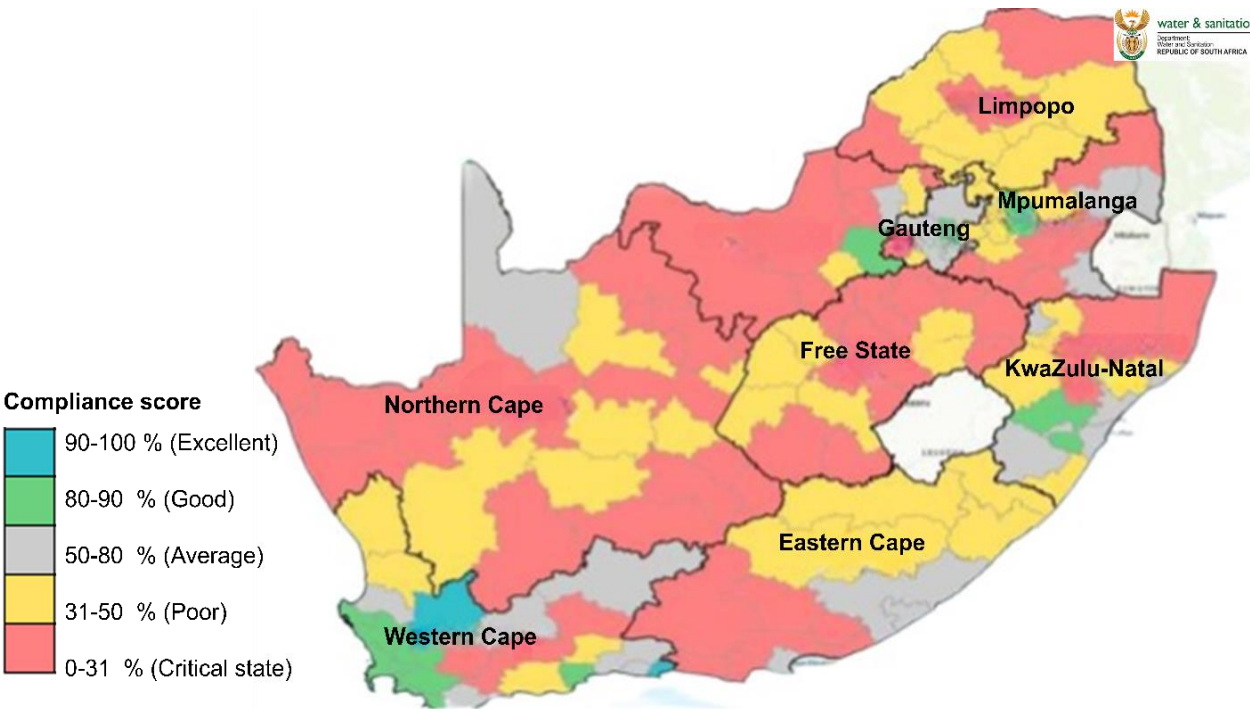 water & sanitatio
Department:
Water and Sanitation
REPUBLIC OF SOUTH AFRICA
Limpopo
Mpumalanga
Gauteng
Free State
KwaZulu-Natal
Northern Cape
Eastern Cape
Western Cape
Compliance score
90-100 % (Excellent)
80-90 % (Good)
50-80 % (Average)
31-50 % (Poor)
0-31 % (Critical state)